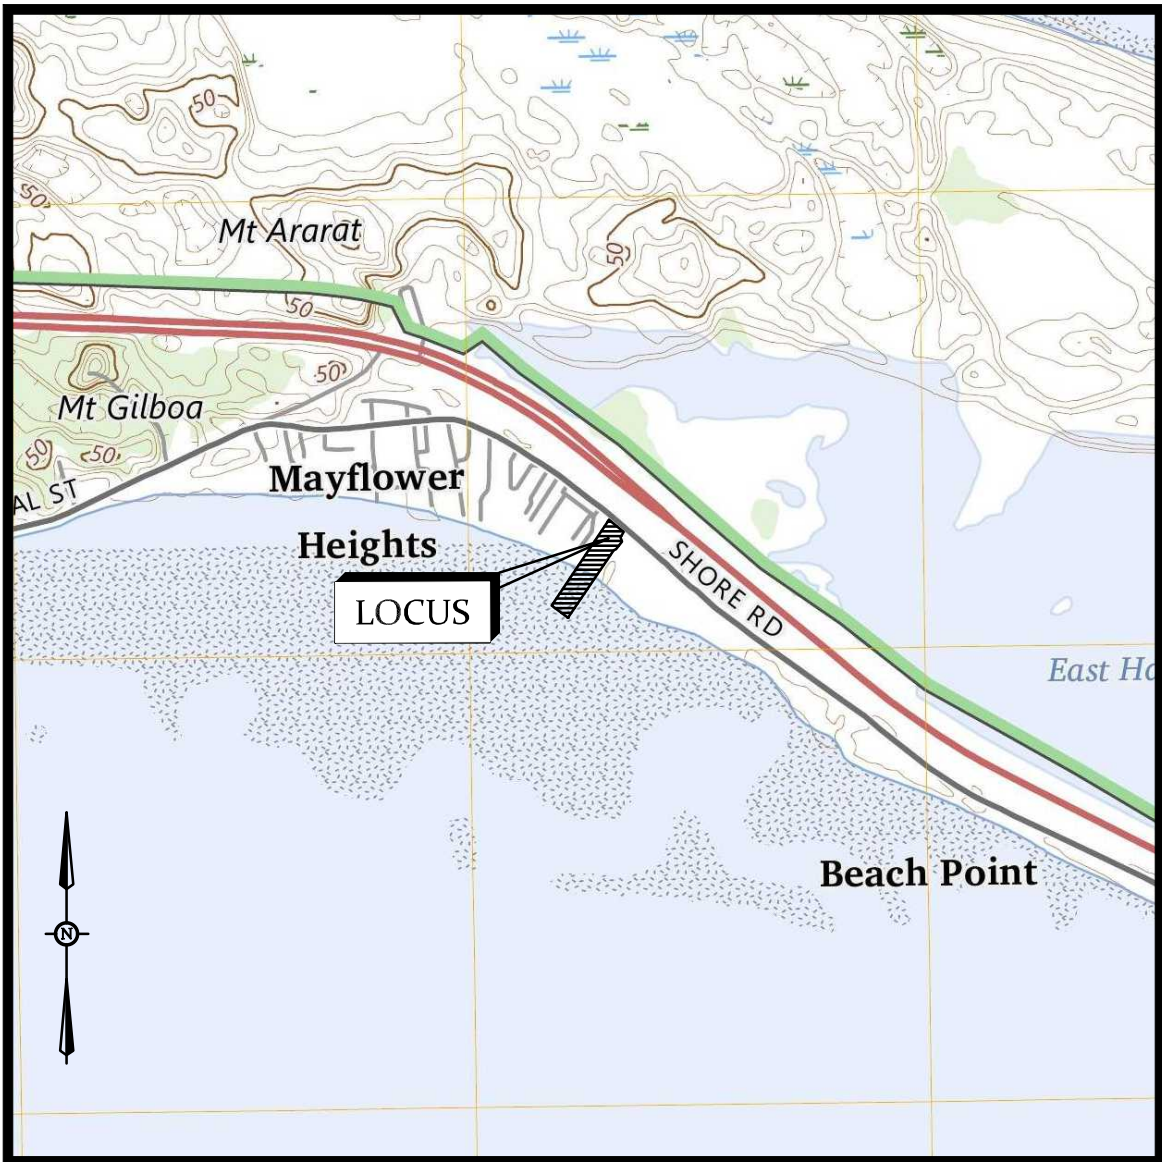 50
50
Mt Ararat
50
50
50
Mt Gilboa
50
50
AL ST
Mayflower
Heights
LOCUS
SHORE RD
East Ha
Beach Point
N